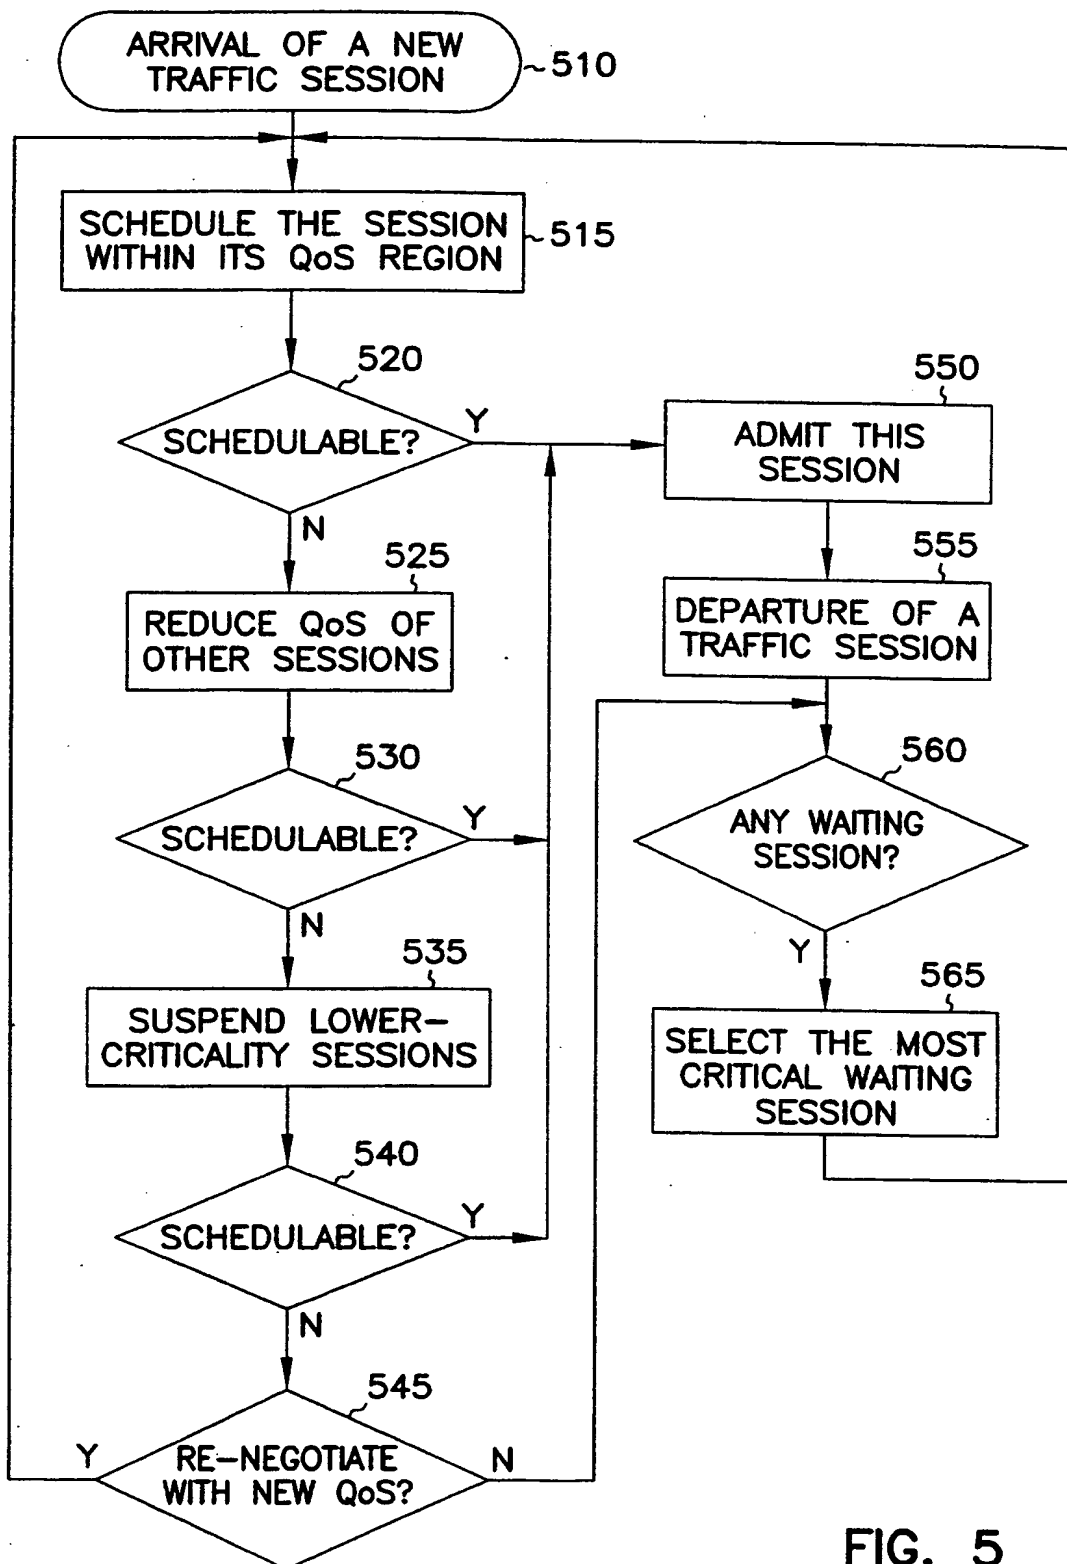 ARRIVAL OF A NEW
TRAFFIC SESSION
510
SCHEDULE THE SESSION
WITHIN ITS QoS REGION
515
520
SCHEDULABLE?
Y
N
525
REDUCE QoS OF
OTHER SESSIONS
530
SCHEDULABLE?
Y
N
535
SUSPEND LOWER-
CRITICALITY SESSIONS
540
SCHEDULABLE?
Y
N
545
RE-NEGOTIATE
WITH NEW QoS?
Y
N
550
ADMIT THIS
SESSION
555
DEPARTURE OF A
TRAFFIC SESSION
560
ANY WAITING
SESSION?
Y
565
SELECT THE MOST
CRITICAL WAITING
SESSION
FIG. 5